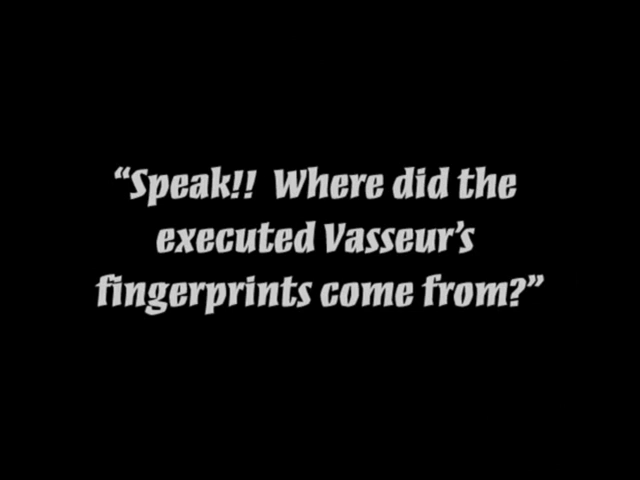 “Speak!!  Where did the
executed Vasseur’s
fingerprints come from?”